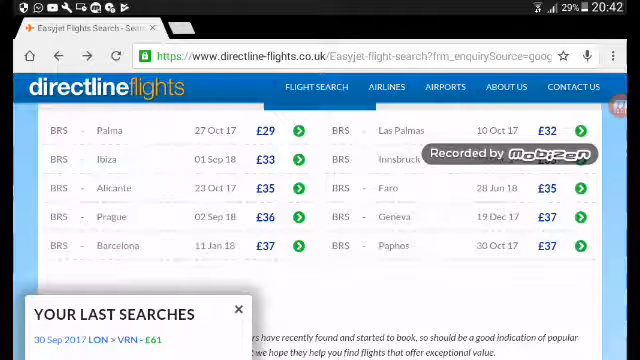 29% 20:42
Easyjet Flights Search - Sear
https://www.directline-flights.co.uk/Easyjet-flight-search?frm_enquirySource=goog
directlineflights FLIGHT SEARCH AIRLINES AIRPORTS ABOUT US CONTACT US
BRS - Palma 27 Oct 17 £29 BRS - Las Palmas 10 Oct 17 £32
Recorded by mobizen
BRS - Ibiza 01 Sep 18 £33 BRS - Innsbruck
BRS - Alicante 23 Oct 17 £35 BRS - Faro 28 Jun 18 £35
BRS - Prague 02 Sep 18 £36 BRS - Geneva 19 Dec 17 £37
BRS - Barcelona 11 Jan 18 £37 BRS - Paphos 30 Oct 17 £37
YOUR LAST SEARCHES
30 Sep 2017 LON > VRN - £61
have recently found and started to book, so should be a good indication of popular
we hope they help you find flights that offer exceptional value.